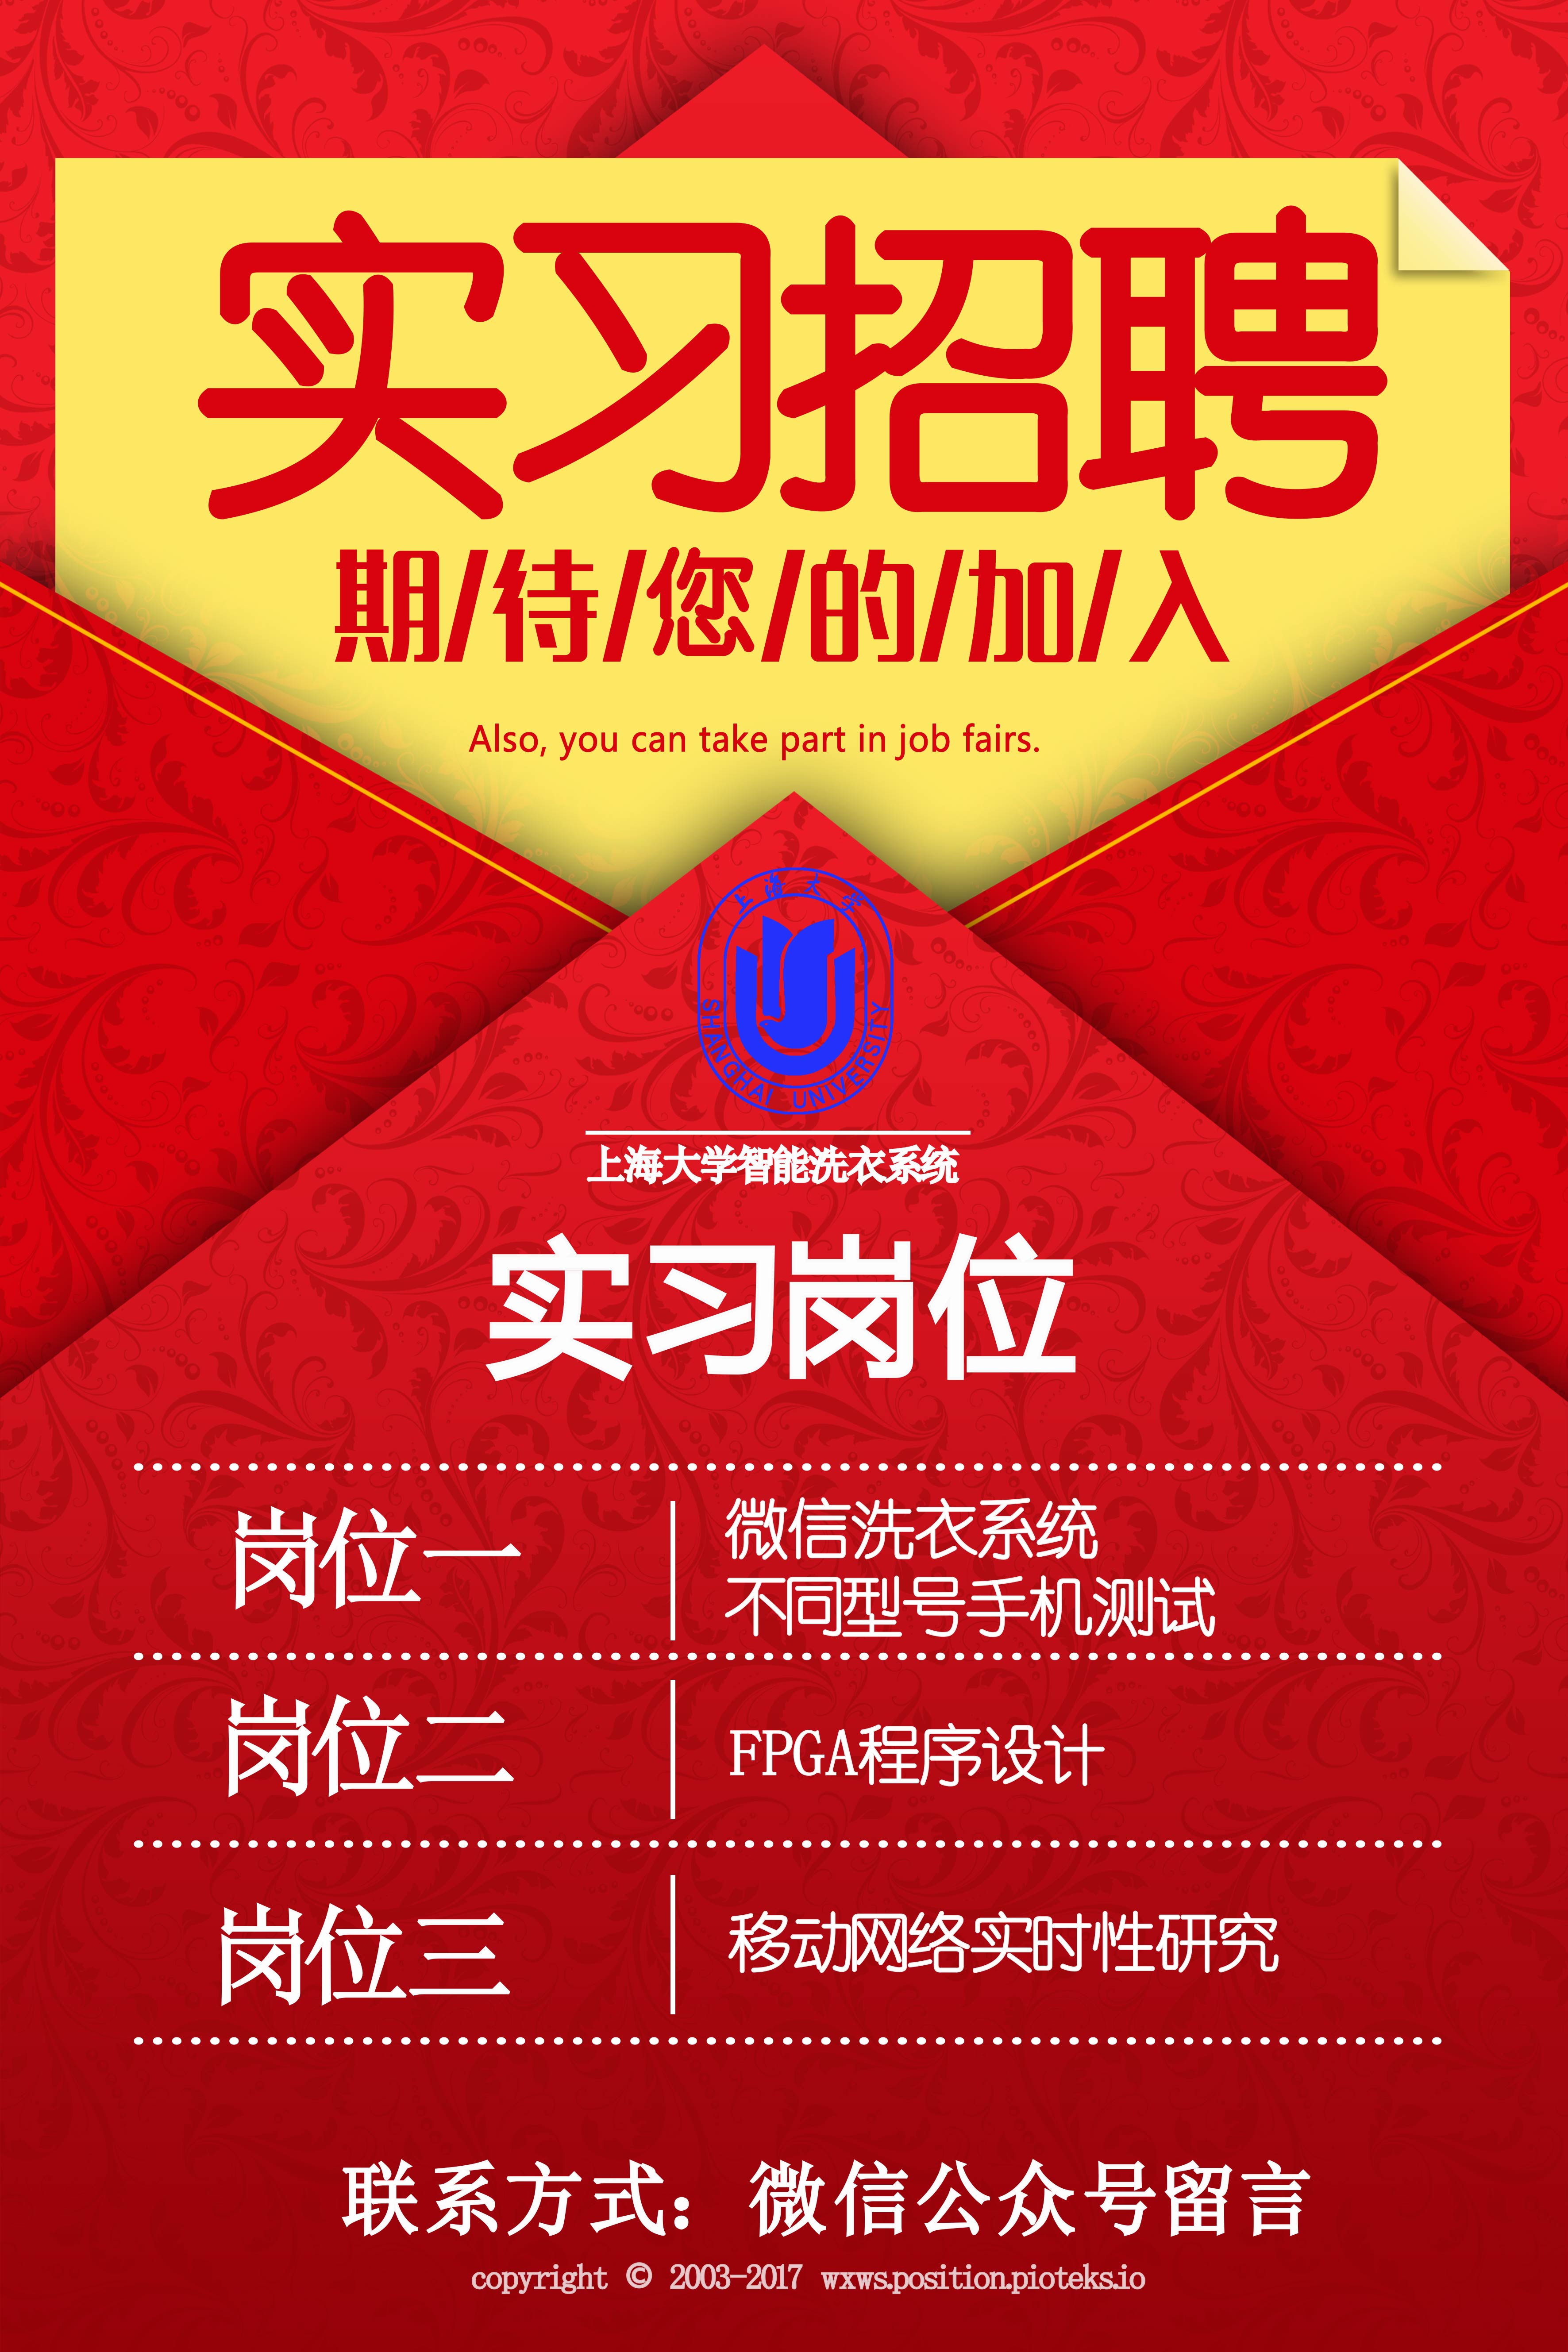 实习招聘
期/待/您/的/加/入
Also, you can take part in job fairs.
上海大学
SHANGHAI UNIVERSITY
上海大学智能洗衣系统
实习岗位
岗位一
微信洗衣系统
不同型号手机测试
岗位二
FPGA程序设计
岗位三
移动网络实时性研究
联系方式：微信公众号留言
copyright © 2003-2017 wxws.position.pioteks.io